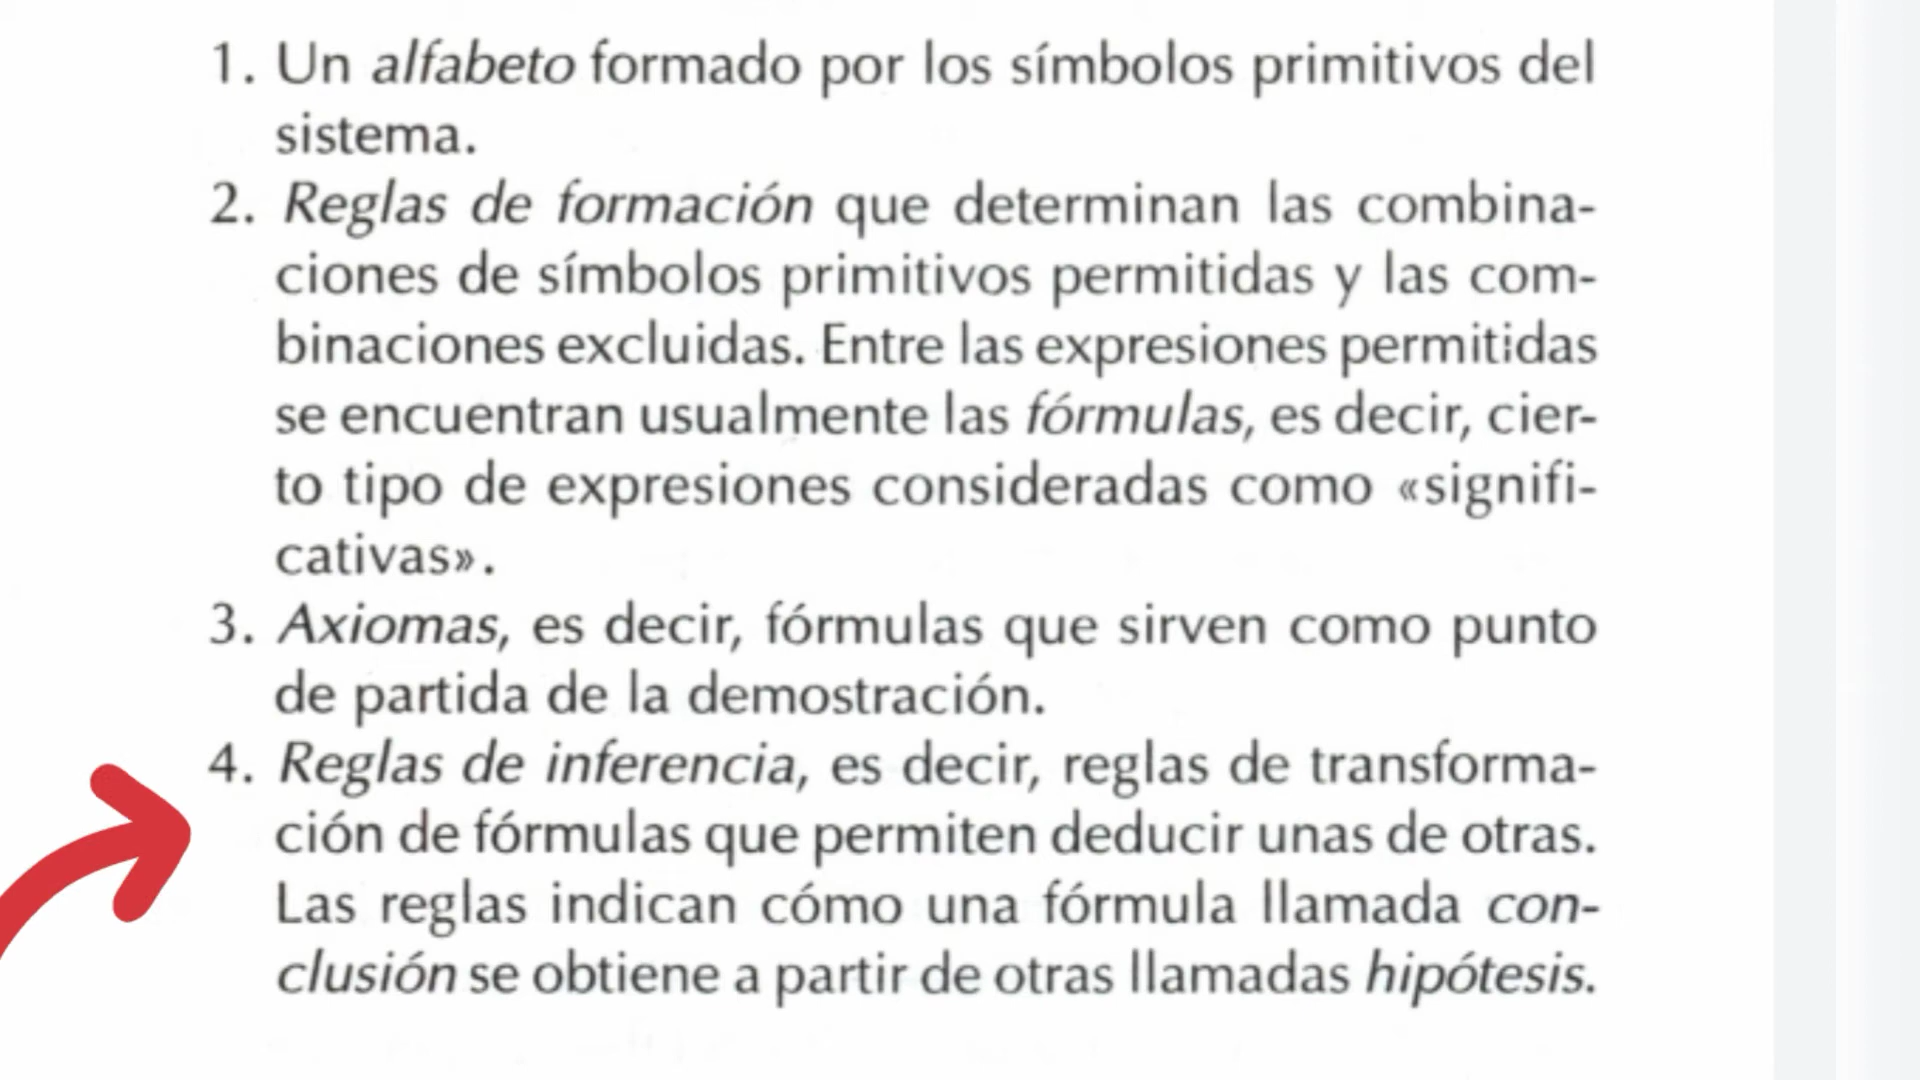 1. Un alfabeto formado por los símbolos primitivos del
sistema.
2. Reglas de formación que determinan las combina-
ciones de símbolos primitivos permitidas y las com-
binaciones excluidas. Entre las expresiones permitidas
se encuentran usualmente las fórmulas, es decir, cier-
to tipo de expresiones consideradas como «signifi-
cativas».
3. Axiomas, es decir, fórmulas que sirven como punto
de partida de la demostración.
4. Reglas de inferencia, es decir, reglas de transforma-
ción de fórmulas que permiten deducir unas de otras.
Las reglas indican cómo una fórmula llamada con-
clusión se obtiene a partir de otras llamadas hipótesis.